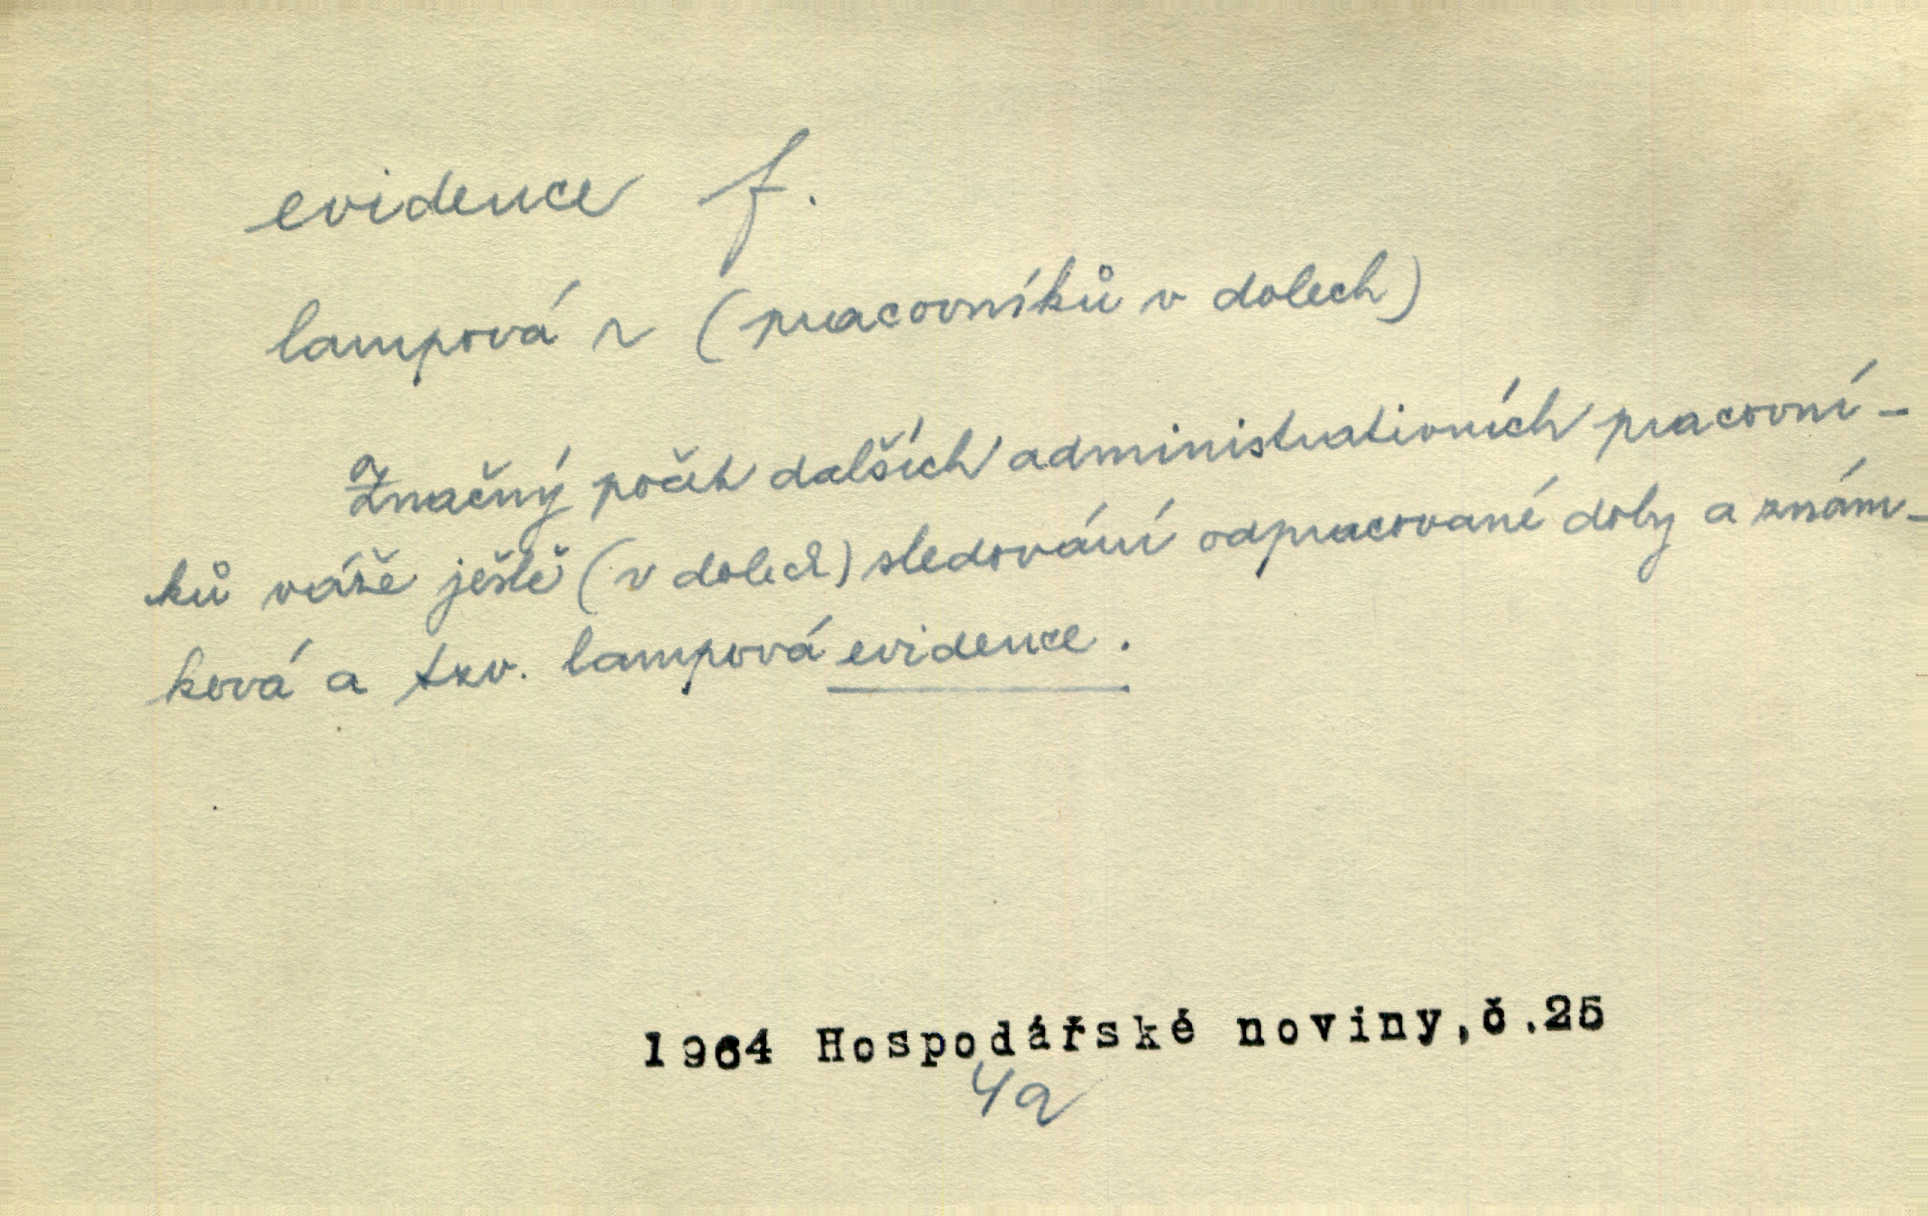 evidence f.
lampová ~ (pracovníků v dolech)
Značný počet dalších administrativních pracovní-
ků váže ještě (v dolech) sledování odpracované doby a znám-
ková a tzv. lampová evidence.
1964 Hospodářské noviny,č.25
4a